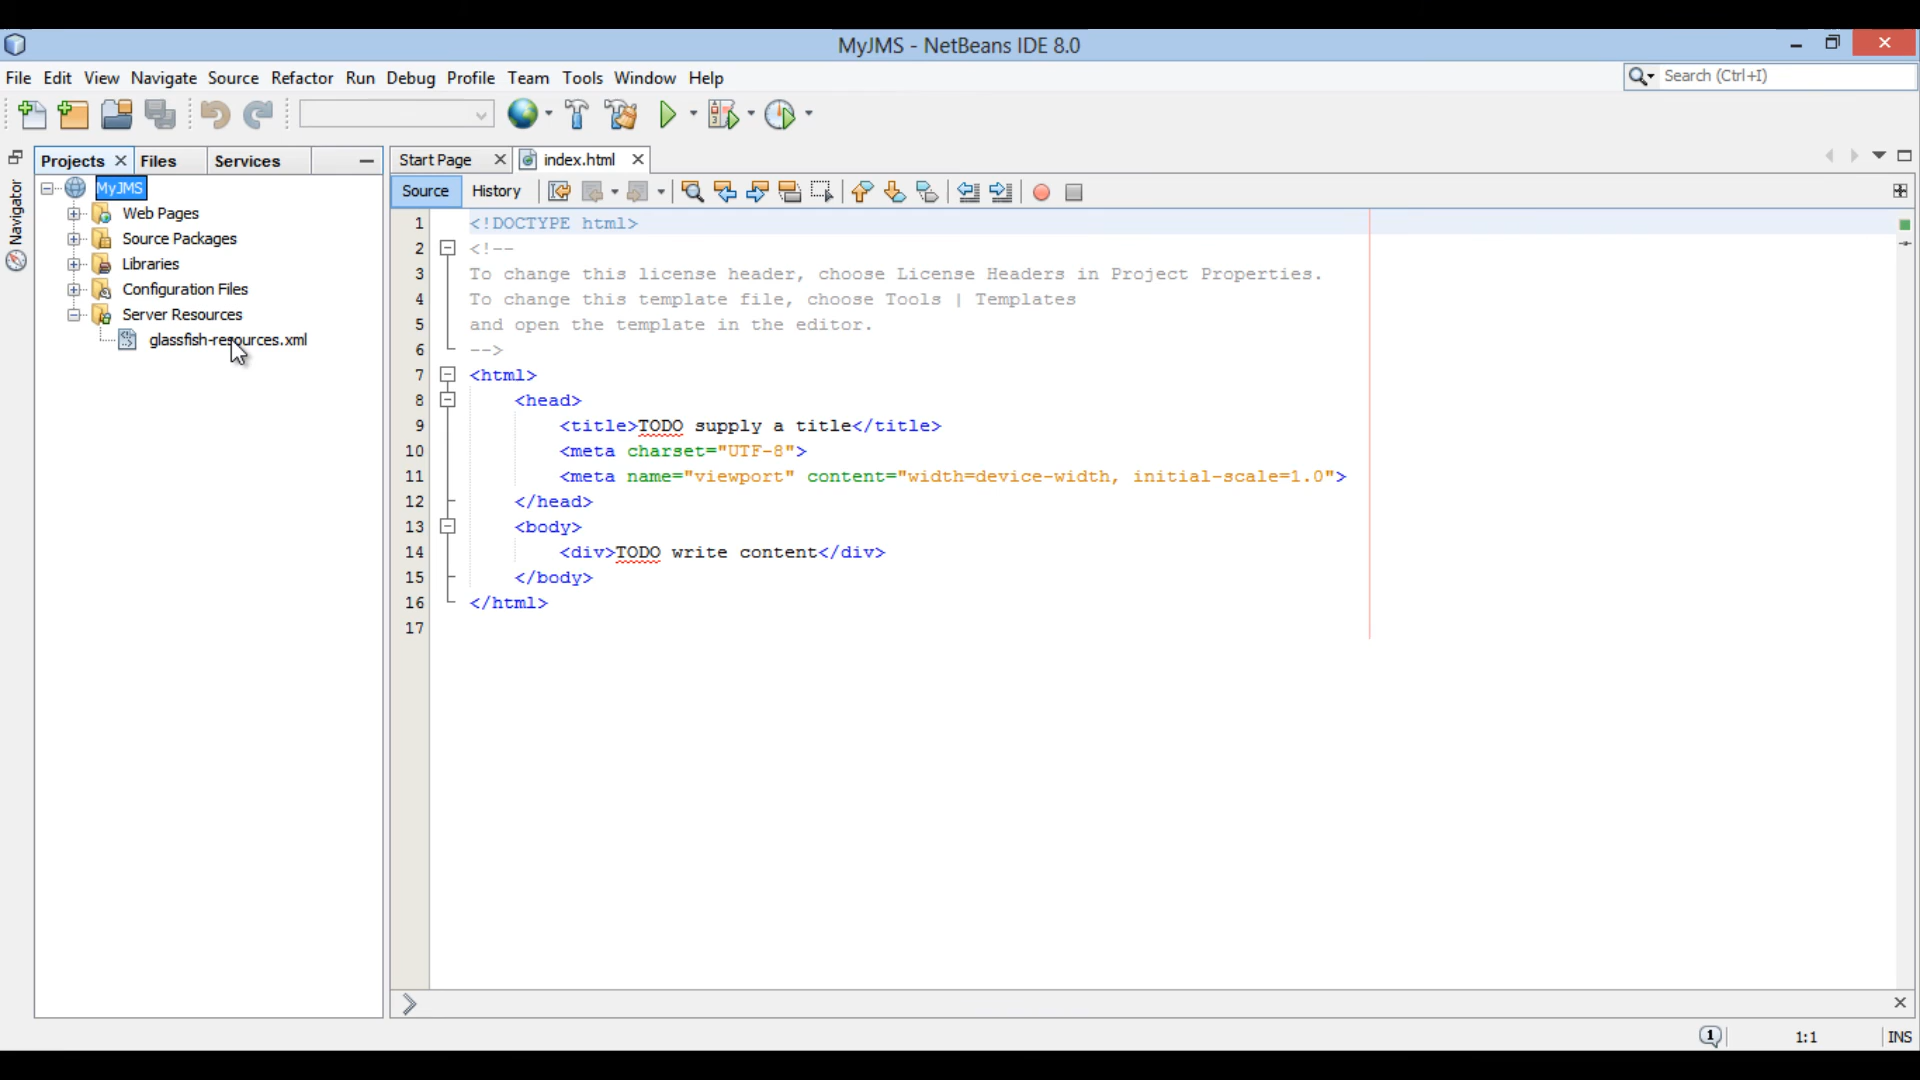 MyJMS - NetBeans IDE 8.0
File Edit View Navigate Source Refactor Run Debug Profile Team Tools Window Help
Search (Ctrl+I)
Projects Files Services
Start Page index.html
Source History
Navigator
MyJMS
Web Pages
Source Packages
Libraries
Configuration Files
Server Resources
glassfish-resources.xml
1 <!DOCTYPE html>
2 <!--
3 To change this license header, choose License Headers in Project Properties.
4 To change this template file, choose Tools | Templates
5 and open the template in the editor.
6 -->
7 <html>
8 <head>
9 <title>TODO supply a title</title>
10 <meta charset="UTF-8">
11 <meta name="viewport" content="width=device-width, initial-scale=1.0">
12 </head>
13 <body>
14 <div>TODO write content</div>
15 </body>
16 </html>
17
1 1:1 INS